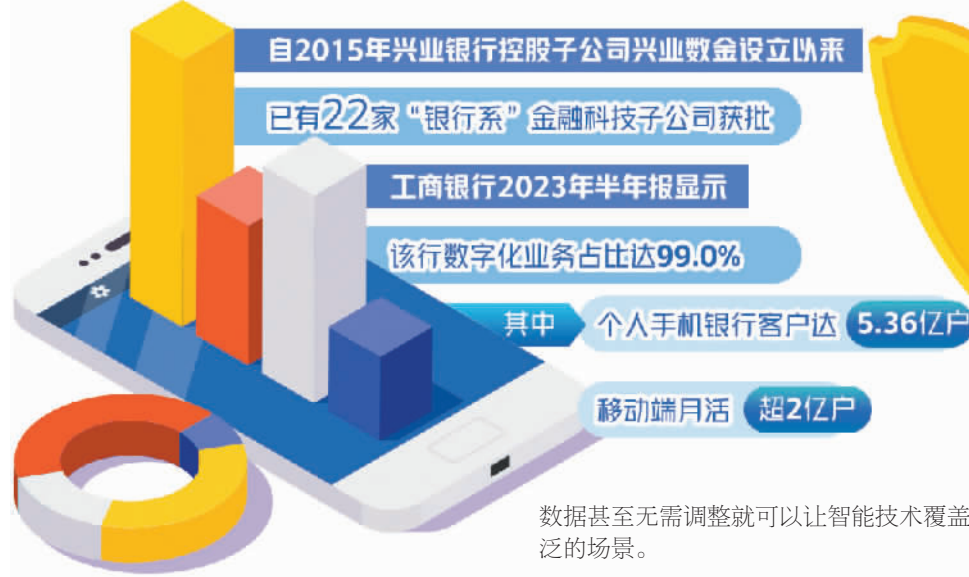 自2015年兴业银行控股子公司兴业数金设立以来
已有22家“银行系”金融科技子公司获批
工商银行2023年半年报显示
该行数字化业务占比达99.0%
其中 个人手机银行客户达 5.36亿户
移动端月活 超2亿户
数据甚至无需调整就可以让智能技术覆盖
泛的场景。